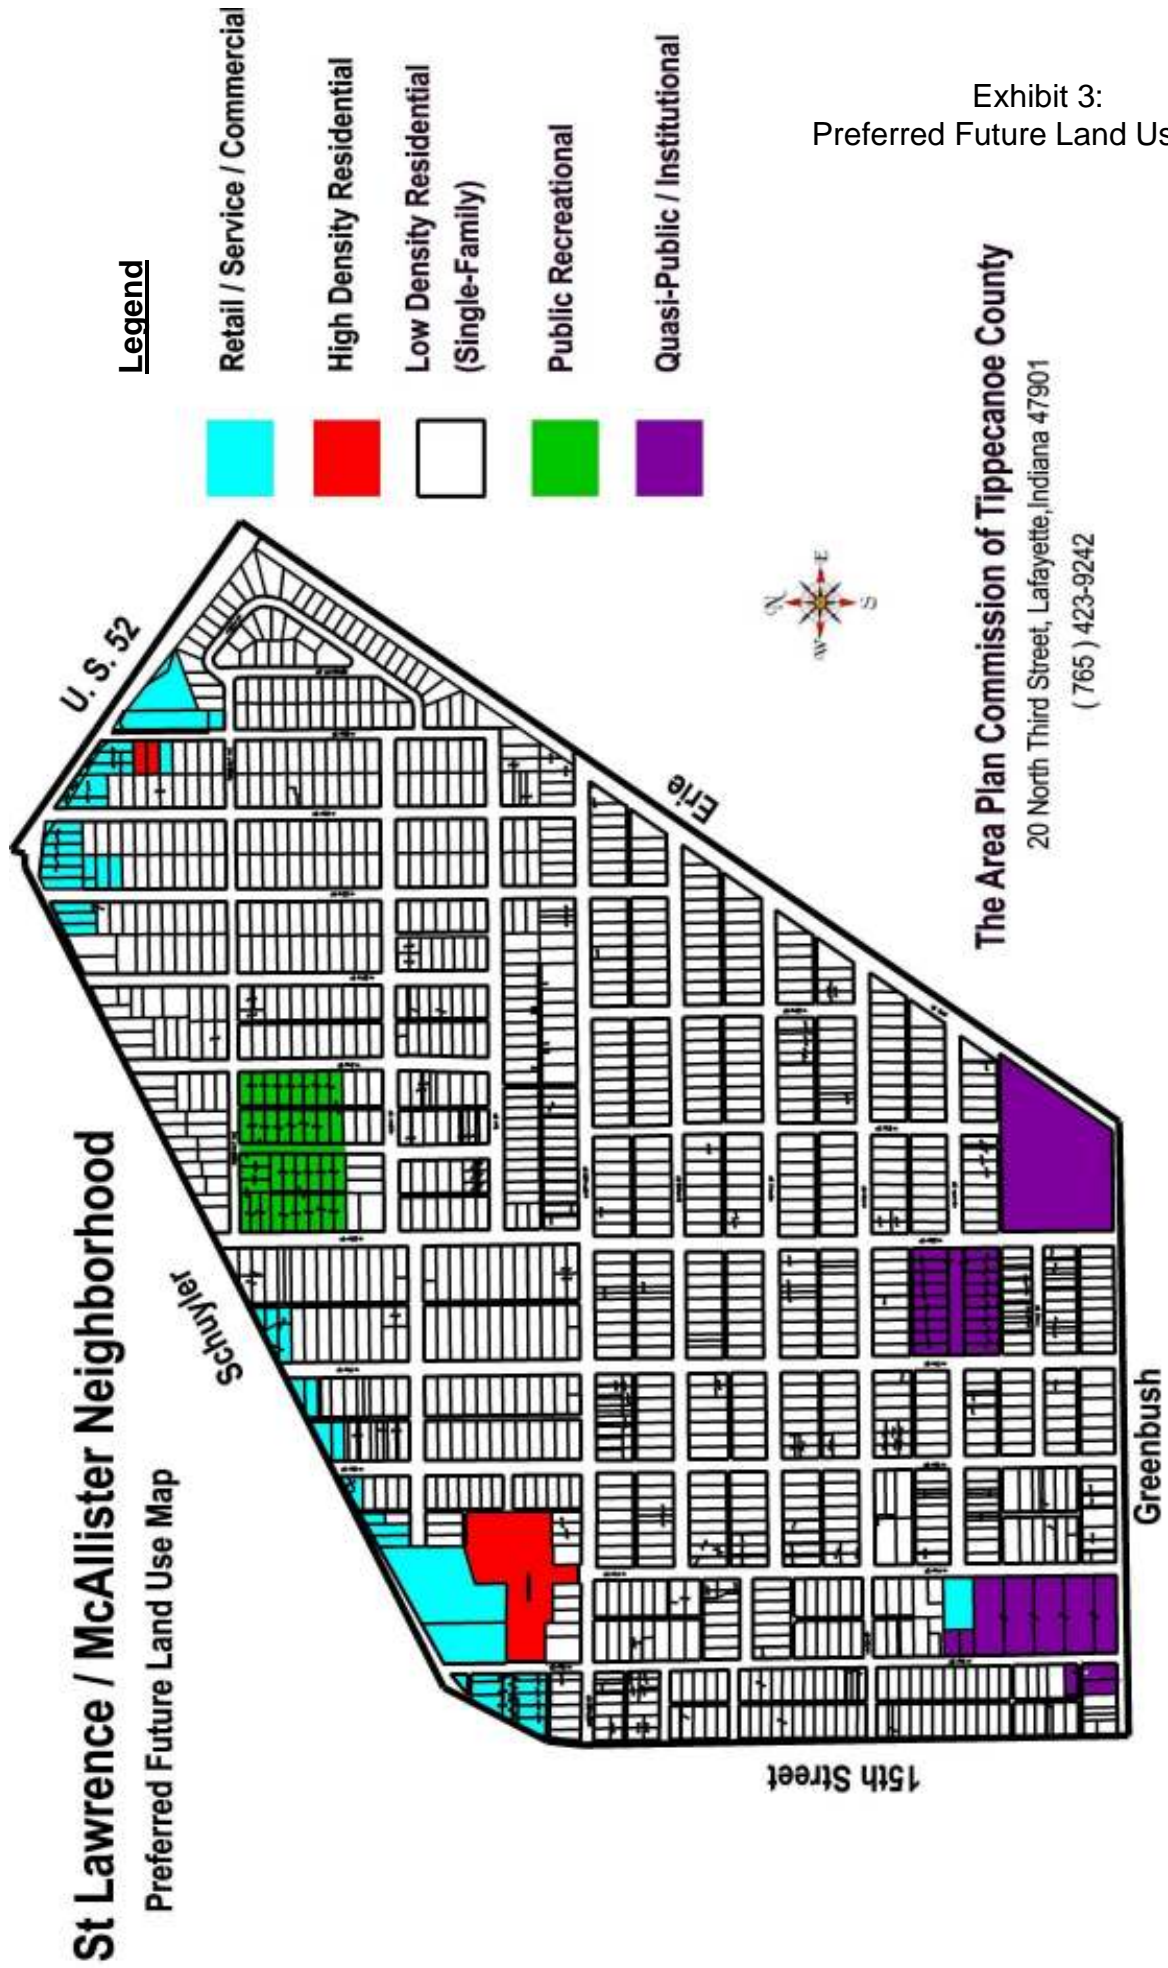 Exhibit 3:
Preferred Future Land Us
St Lawrence / McAllister Neighborhood
Preferred Future Land Use Map
Legend
Retail / Service / Commercial
High Density Residential
Low Density Residential
(Single-Family)
Public Recreational
Quasi-Public / Institutional
U. S. 52
Schuyler
Erie
Greenbush
15th Street
N
W
E
S
The Area Plan Commission of Tippecanoe County
20 North Third Street, Lafayette,Indiana 47901
( 765 ) 423-9242